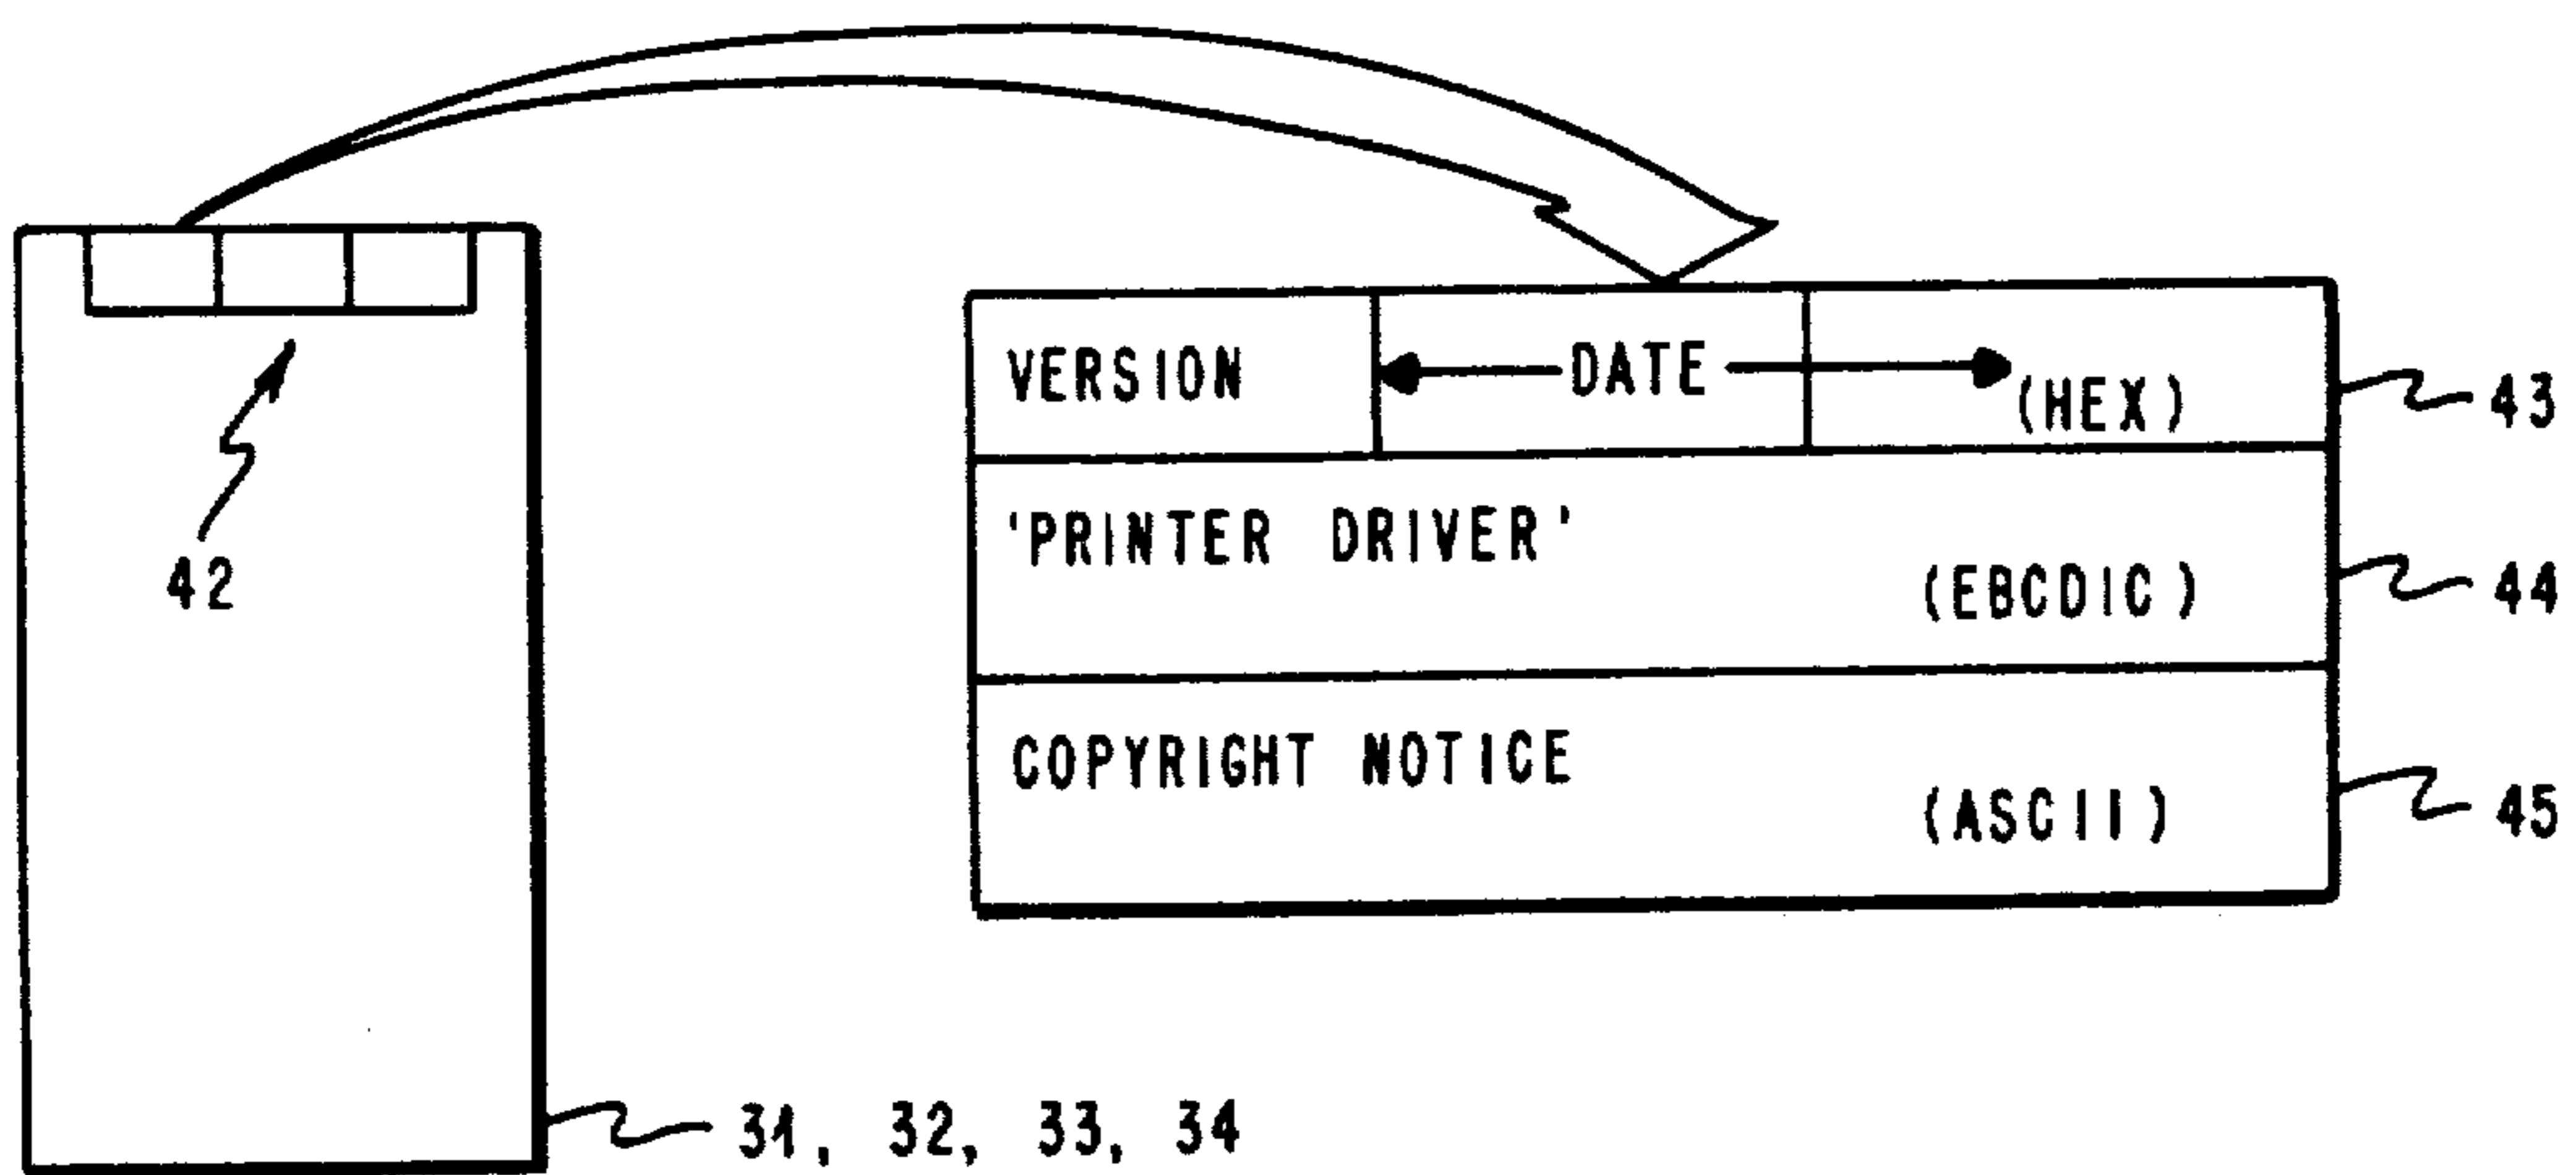 VERSION DATE (HEX) 43
'PRINTER DRIVER'
(EBCDIC) 44
42
COPYRIGHT NOTICE
(ASCII) 45
31, 32, 33, 34